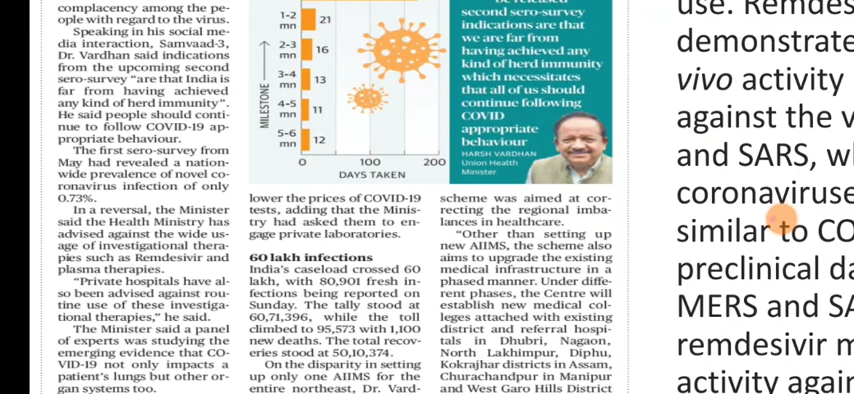 complacency among the pe-
ople with regard to the virus.
Speaking in his social me-
dia interaction, Samvaad-3,
Dr. Vardhan said indications
from the upcoming second
sero-survey “are that India is
far from having achieved
any kind of herd immunity”.
He said people should conti-
nue to follow COVID-19 ap-
propriate behaviour.
The first sero-survey from
May had revealed a nation-
wide prevalence of novel co-
ronavirus infection of only
0.73%.
In a reversal, the Minister
said the Health Ministry has
advised against the wide us-
age of investigational thera-
pies such as Remdesivir and
plasma therapies.
“Private hospitals have al-
so been advised against rou-
tine use of these investiga-
tional therapies,” he said.
The Minister said a panel
of experts was studying the
emerging evidence that CO-
VID-19 not only impacts a
patient’s lungs but other or-
gan systems too.
MILESTONE
1-2
mn
21
2-3
mn
16
3-4
mn
13
4-5
mn
11
5-6
mn
12
0 100 200
DAYS TAKEN
second sero-survey
indications are that
we are far from
having achieved any
kind of herd immunity
which necessitates
that all of us should
continue following
COVID
appropriate
behaviour
HARSH VARDHAN
Union Health
Minister
lower the prices of COVID-19
tests, adding that the Minis-
try had asked them to en-
gage private laboratories.
60 lakh infections
India’s caseload crossed 60
lakh, with 80,901 fresh in-
fections being reported on
Sunday. The tally stood at
60,71,396, while the toll
climbed to 95,573 with 1,100
new deaths. The total recov-
eries stood at 50,10,374.
On the disparity in setting
up only one AIIMS for the
entire northeast, Dr. Vard-
scheme was aimed at cor-
recting the regional imba-
lances in healthcare.
“Other than setting up
new AIIMS, the scheme also
aims to upgrade the existing
medical infrastructure in a
phased manner. Under diffe-
rent phases, the Centre will
establish new medical col-
leges attached with existing
district and referral hospi-
tals in Dhubri, Nagaon,
North Lakhimpur, Diphu,
Kokrajhar districts in Assam,
Churachandpur in Manipur
and West Garo Hills District
use. Remdes
demonstrate
vivo activity
against the v
and SARS, wh
coronaviruse
similar to CO
preclinical da
MERS and SA
remdesivir m
activity again